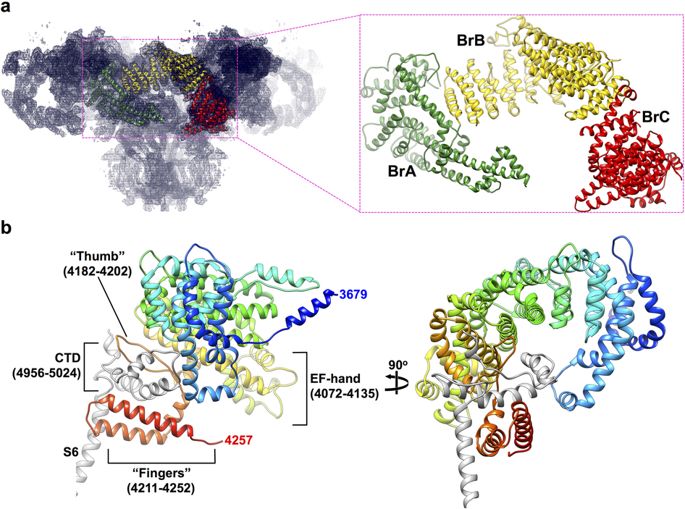 a
BrB
BrC
BrA
b
"Thumb"
(4182-4202)
3679
CTD
(4956-5024)
90º
EF-hand
(4072-4135)
4257
S6
"Fingers"
(4211-4252)